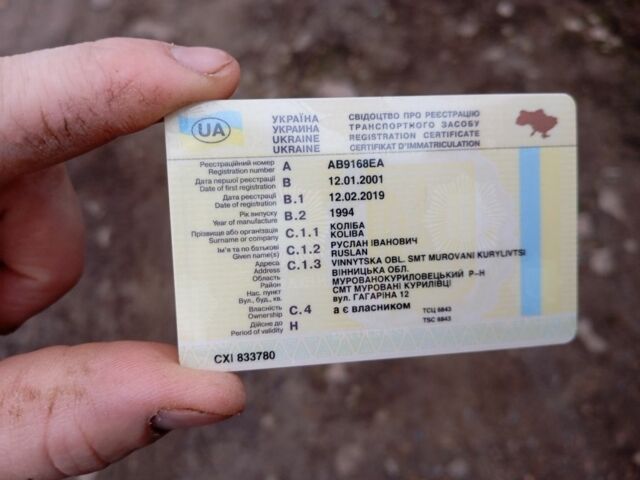 UA
УКРАЇНА СВІДОЦТВО ПРО РЕЄСТРАЦІЮ
УКРАИНА ТРАНСПОРТНОГО ЗАСОБУ
UKRAINE REGISTRATION CERTIFICATE
UKRAINE CERTIFIKAT D'IMMATRICULATION
Реєстраційний номер
Registration number A АВ9168ЕА
Дата першої реєстрації
Date of first registration B 12.01.2001
Дата реєстрації
Date of registration B.1 12.02.2019
Рік випуску
Year of manufacture B.2 1994
Прізвище або організація C.1.1 КОЛІБА
Surname or company KOLIBA
Ім'я та по батькові C.1.2 РУСЛАН ІВАНОВИЧ
Given name(s) RUSLAN
Адреса C.1.3 VINNYTSKA OBL. SMT MUROVANI KURYLIVTSI
Address ВІННИЦЬКА ОБЛ.
Область МУРОВАНОКУРИЛОВЕЦЬКИЙ Р-Н
Район СМТ МУРОВАНІ КУРИЛІВЦІ
Нас. пункт вул. ГАГАРІНА 12
Вул., буд., кв.
Власність C.4 а є власником ТСЦ 6843
Ownership TSC 6843
Дійсне до H
Period of validity
CXI 833780